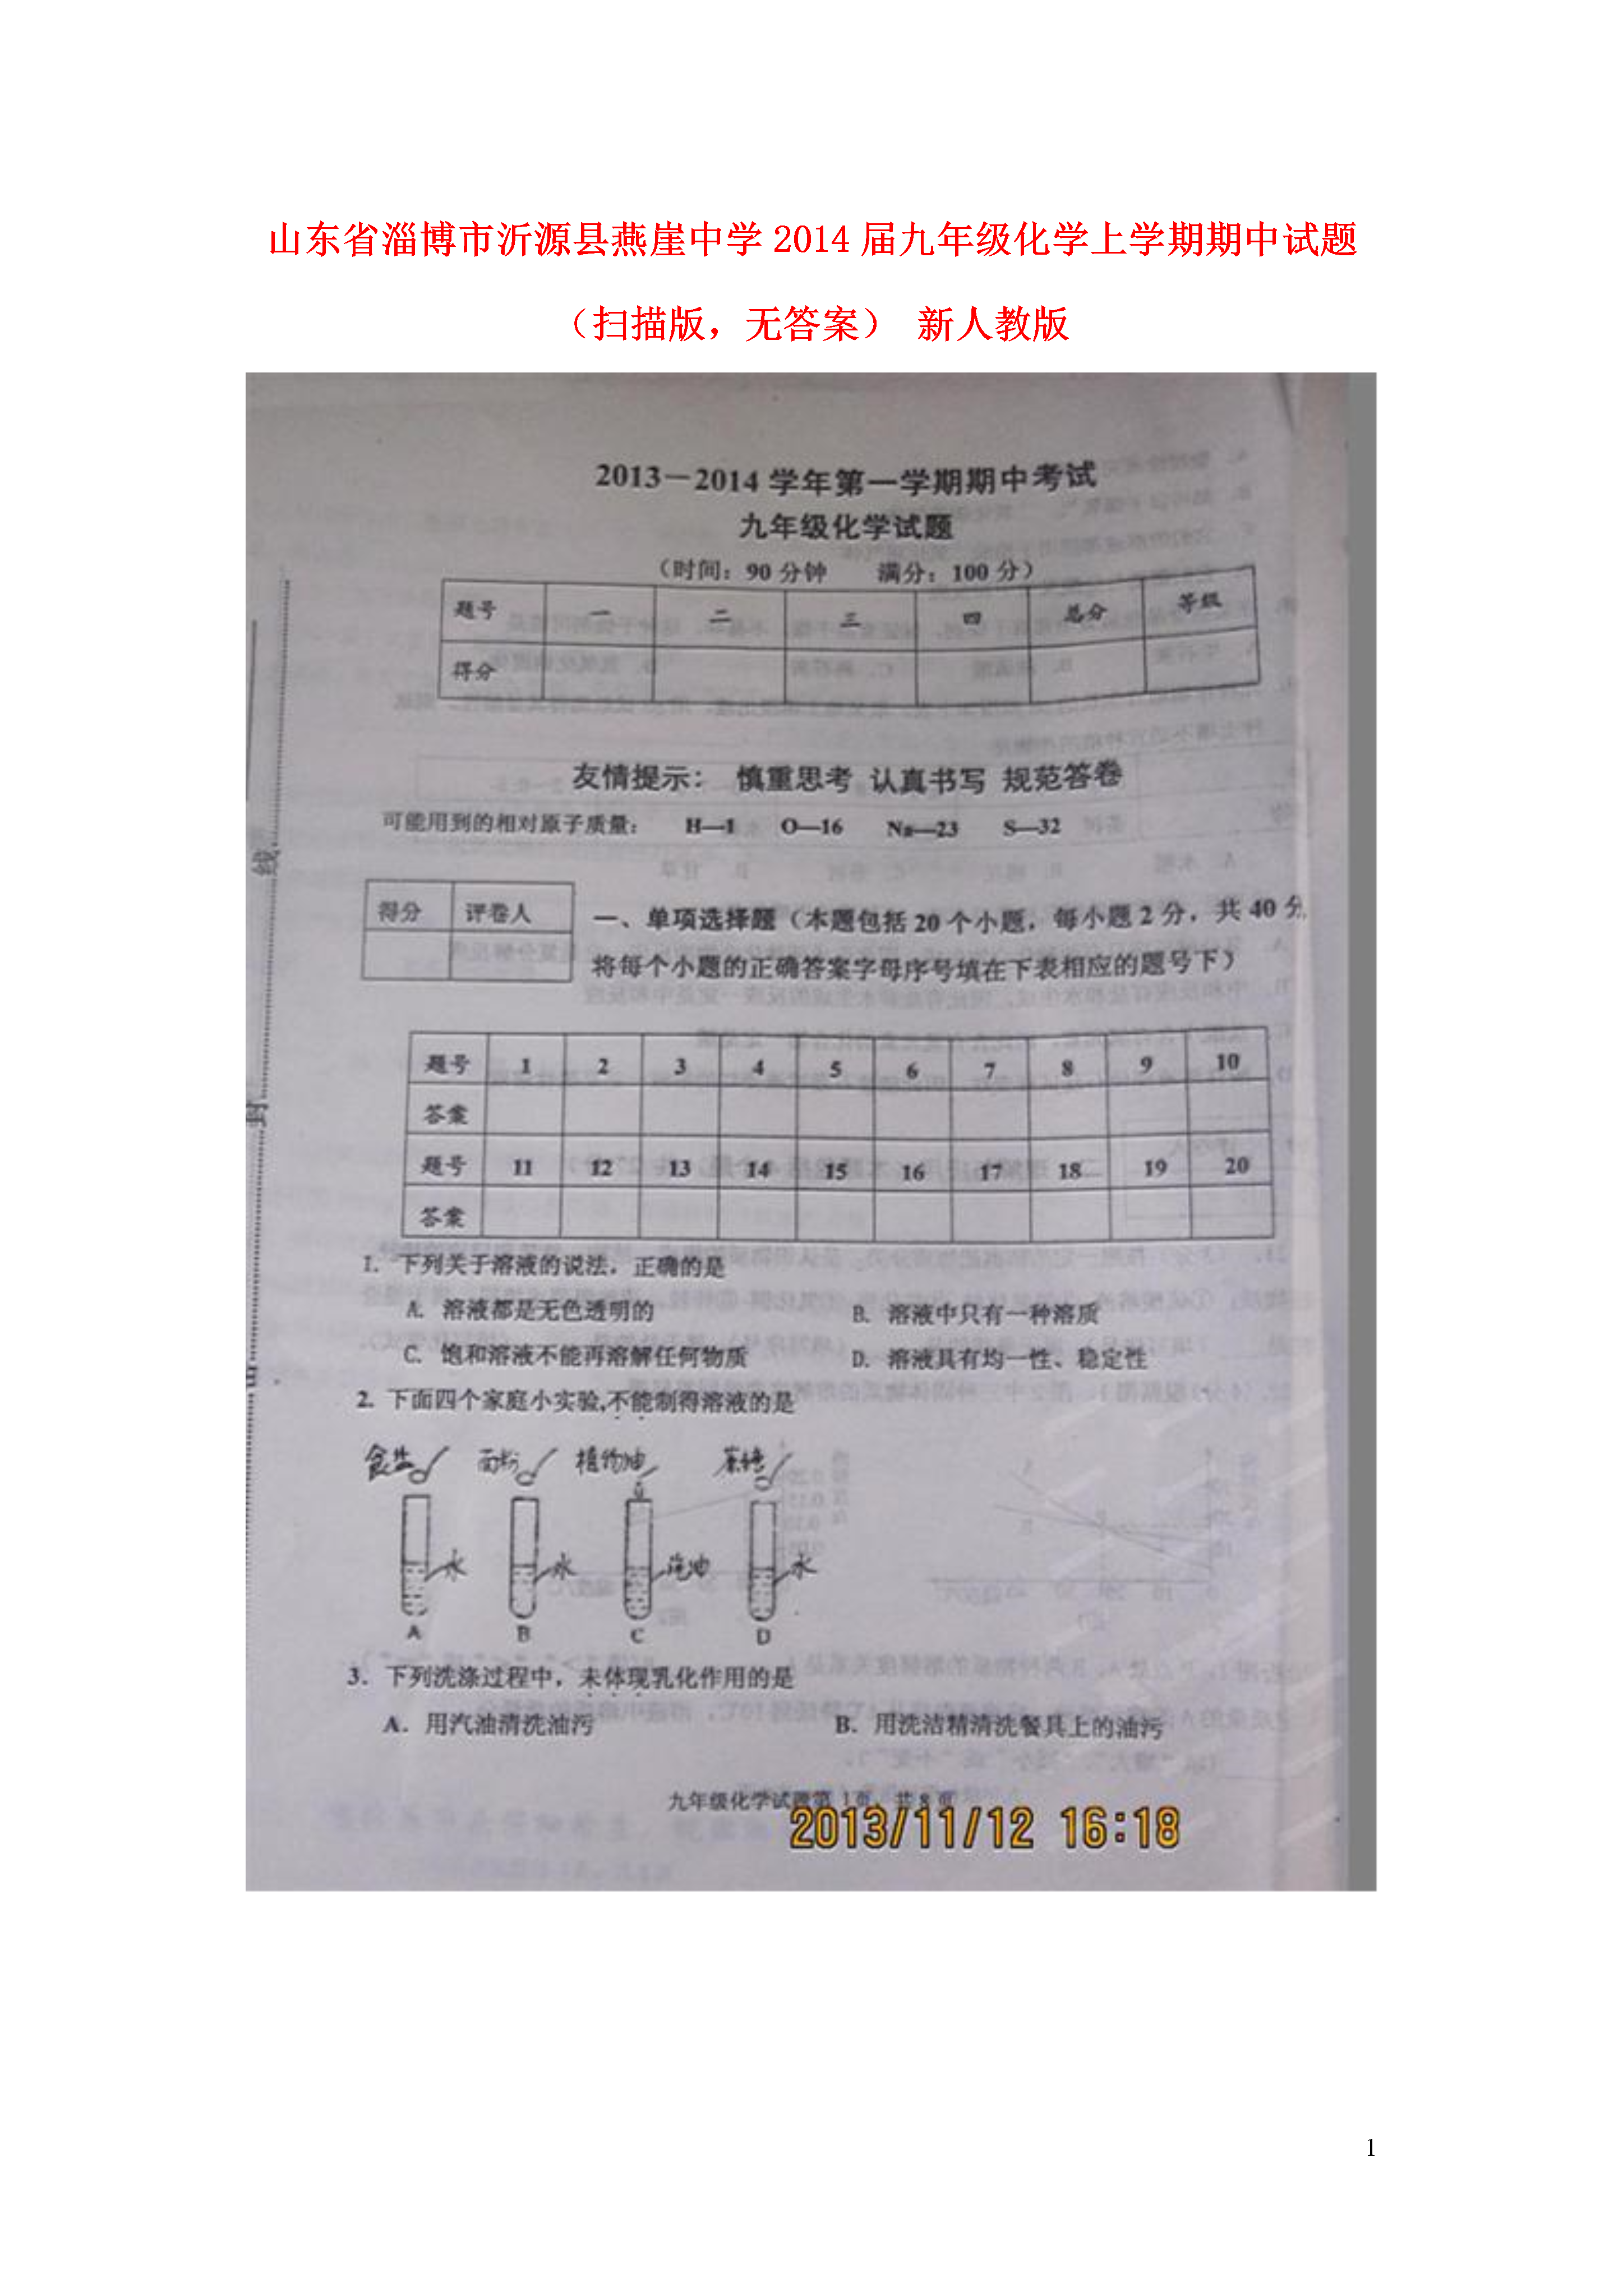 山东省淄博市沂源县燕崖中学 2014 届九年级化学上学期期中试题
（扫描版，无答案） 新人教版
2013－2014 学年第一学期期中考试
九年级化学试题
（时间：90 分钟 满分：100 分）
题号 一 二 三 四 总分 等级
得分
友情提示： 慎重思考 认真书写 规范答卷
可能用到的相对原子质量： H—1 O—16 Na—23 S—32
得分 评卷人
一、单项选择题（本题包括 20 个小题，每小题 2 分，共 40 分，
将每个小题的正确答案字母序号填在下表相应的题号下）
题号 1 2 3 4 5 6 7 8 9 10
答案
题号 11 12 13 14 15 16 17 18 19 20
答案
线
封
1. 下列关于溶液的说法，正确的是
A. 溶液都是无色透明的 B. 溶液中只有一种溶质
C. 饱和溶液不能再溶解任何物质 D. 溶液具有均一性、稳定性
2. 下面四个家庭小实验,不能制得溶液的是
食盐 面粉 植物油 蔗糖
水 水 汽油 水
A B C D
3. 下列洗涤过程中，未体现乳化作用的是
A. 用汽油清洗油污 B. 用洗洁精清洗餐具上的油污
九年级化学试题第 1 页，共 8 页
2013/11/12 16:18
1